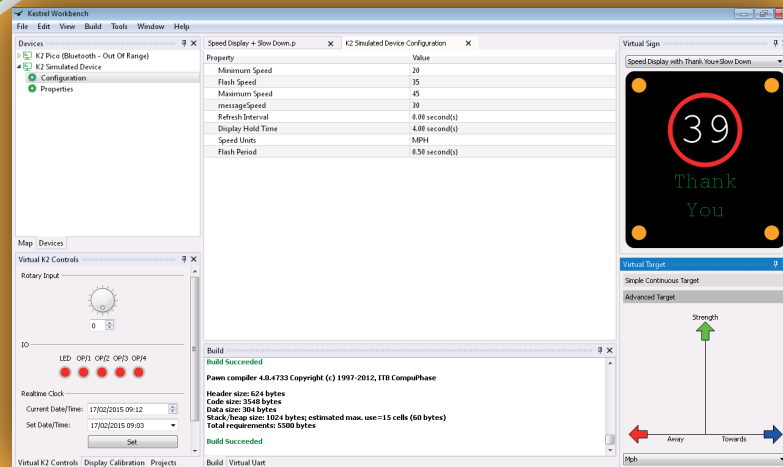 Kestrel Workbench
File Edit View Build Tools Window Help
Devices
K2 Pico (Bluetooth - Out Of Range)
K2 Simulated Device
Configuration
Properties
Map Devices
Virtual K2 Controls
Rotary Input
0
IO
LED OP/1 OP/2 OP/3 OP/4
Realtime Clock
Current Date/Time: 17/02/2015 09:12
Set Date/Time: 17/02/2015 09:03
Set
Virtual K2 Controls Display Calibration Projects
Speed Display + Slow Down.p K2 Simulated Device Configuration
Property Value
Minimum Speed 20
Flash Speed 35
Maximum Speed 45
messageSpeed 30
Refresh Interval 0.00 second(s)
Display Hold Time 4.00 second(s)
Speed Units MPH
Flash Period 0.50 second(s)
Build
Build Succeeded
Pawn compiler 4.0.4733 Copyright (c) 1997-2012, ITB CompuPhase
Header size: 624 bytes
Code size: 3548 bytes
Data size: 304 bytes
Stack/heap size: 1024 bytes; estimated max. use=15 cells (60 bytes)
Total requirements: 5500 bytes
Build Succeeded
Build Virtual Uart
Virtual Sign
Speed Display with Thank You+Slow Down
39
Thank
You
Virtual Target
Simple Continuous Target
Advanced Target
Strength
Away Towards
Mph